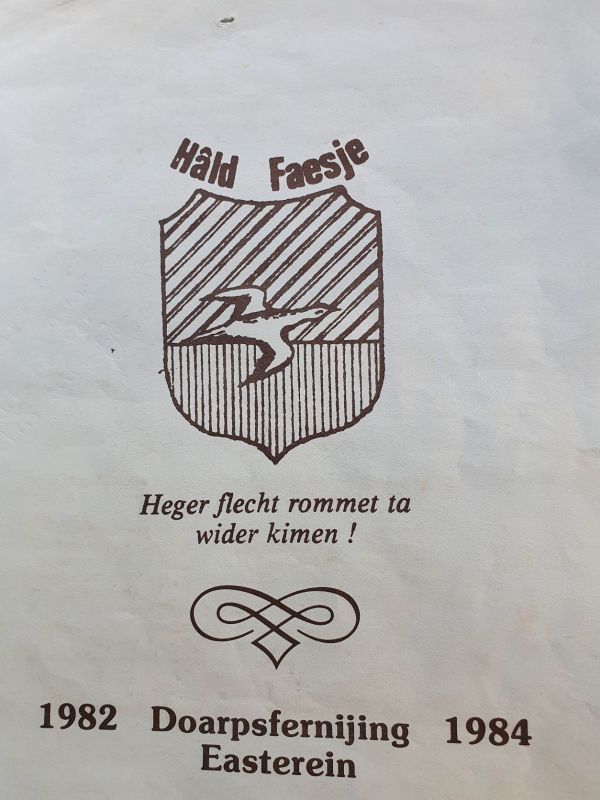 Hâld Faesje
Heger flecht rommet ta
wider kimen !
1982 Doarpsfernijing 1984
Easterein